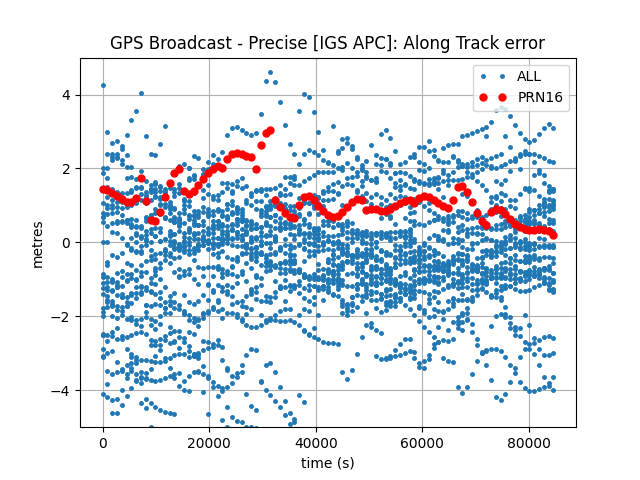 GPS Broadcast - Precise [IGS APC]: Along Track error
ALL
PRN16
metres
4
2
0
−2
−4
0 20000 40000 60000 80000
time (s)